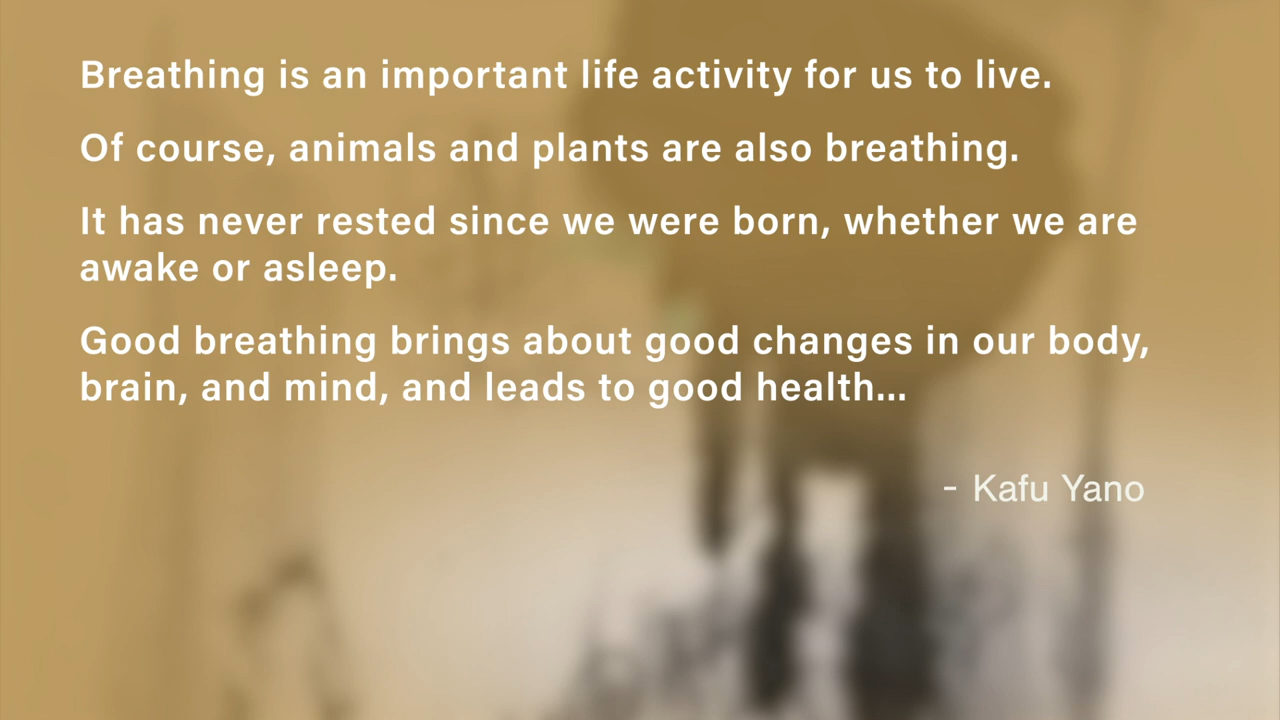 Breathing is an important life activity for us to live.
Of course, animals and plants are also breathing.
It has never rested since we were born, whether we are
awake or asleep.
Good breathing brings about good changes in our body,
brain, and mind, and leads to good health...
- Kafu Yano